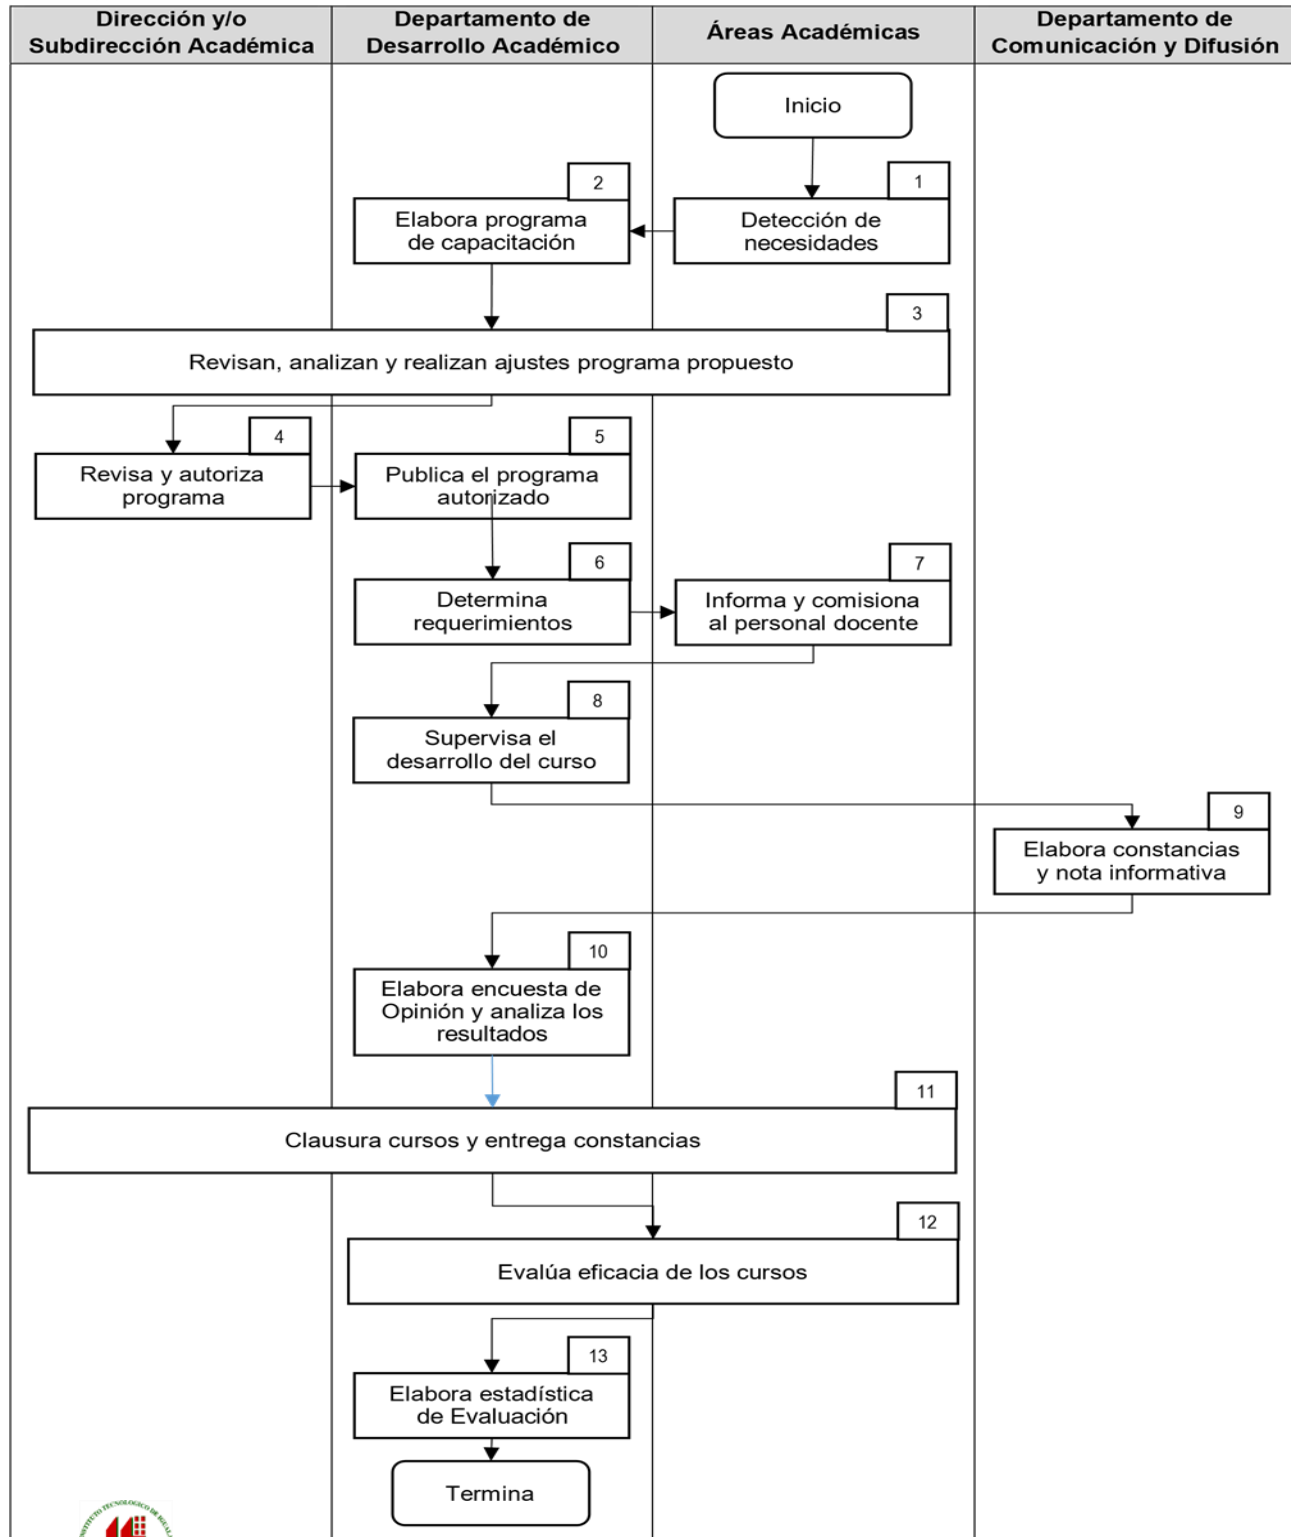 Dirección y/o
Subdirección Académica
Departamento de
Desarrollo Académico
Áreas Académicas
Departamento de
Comunicación y Difusión
Inicio
1
Detección de
necesidades
2
Elabora programa
de capacitación
3
Revisan, analizan y realizan ajustes programa propuesto
4
Revisa y autoriza
programa
5
Publica el programa
autorizado
6
Determina
requerimientos
7
Informa y comisiona
al personal docente
8
Supervisa el
desarrollo del curso
9
Elabora constancias
y nota informativa
10
Elabora encuesta de
Opinión y analiza los
resultados
11
Clausura cursos y entrega constancias
12
Evalúa eficacia de los cursos
13
Elabora estadística
de Evaluación
Termina
TECNOLOGICO DE